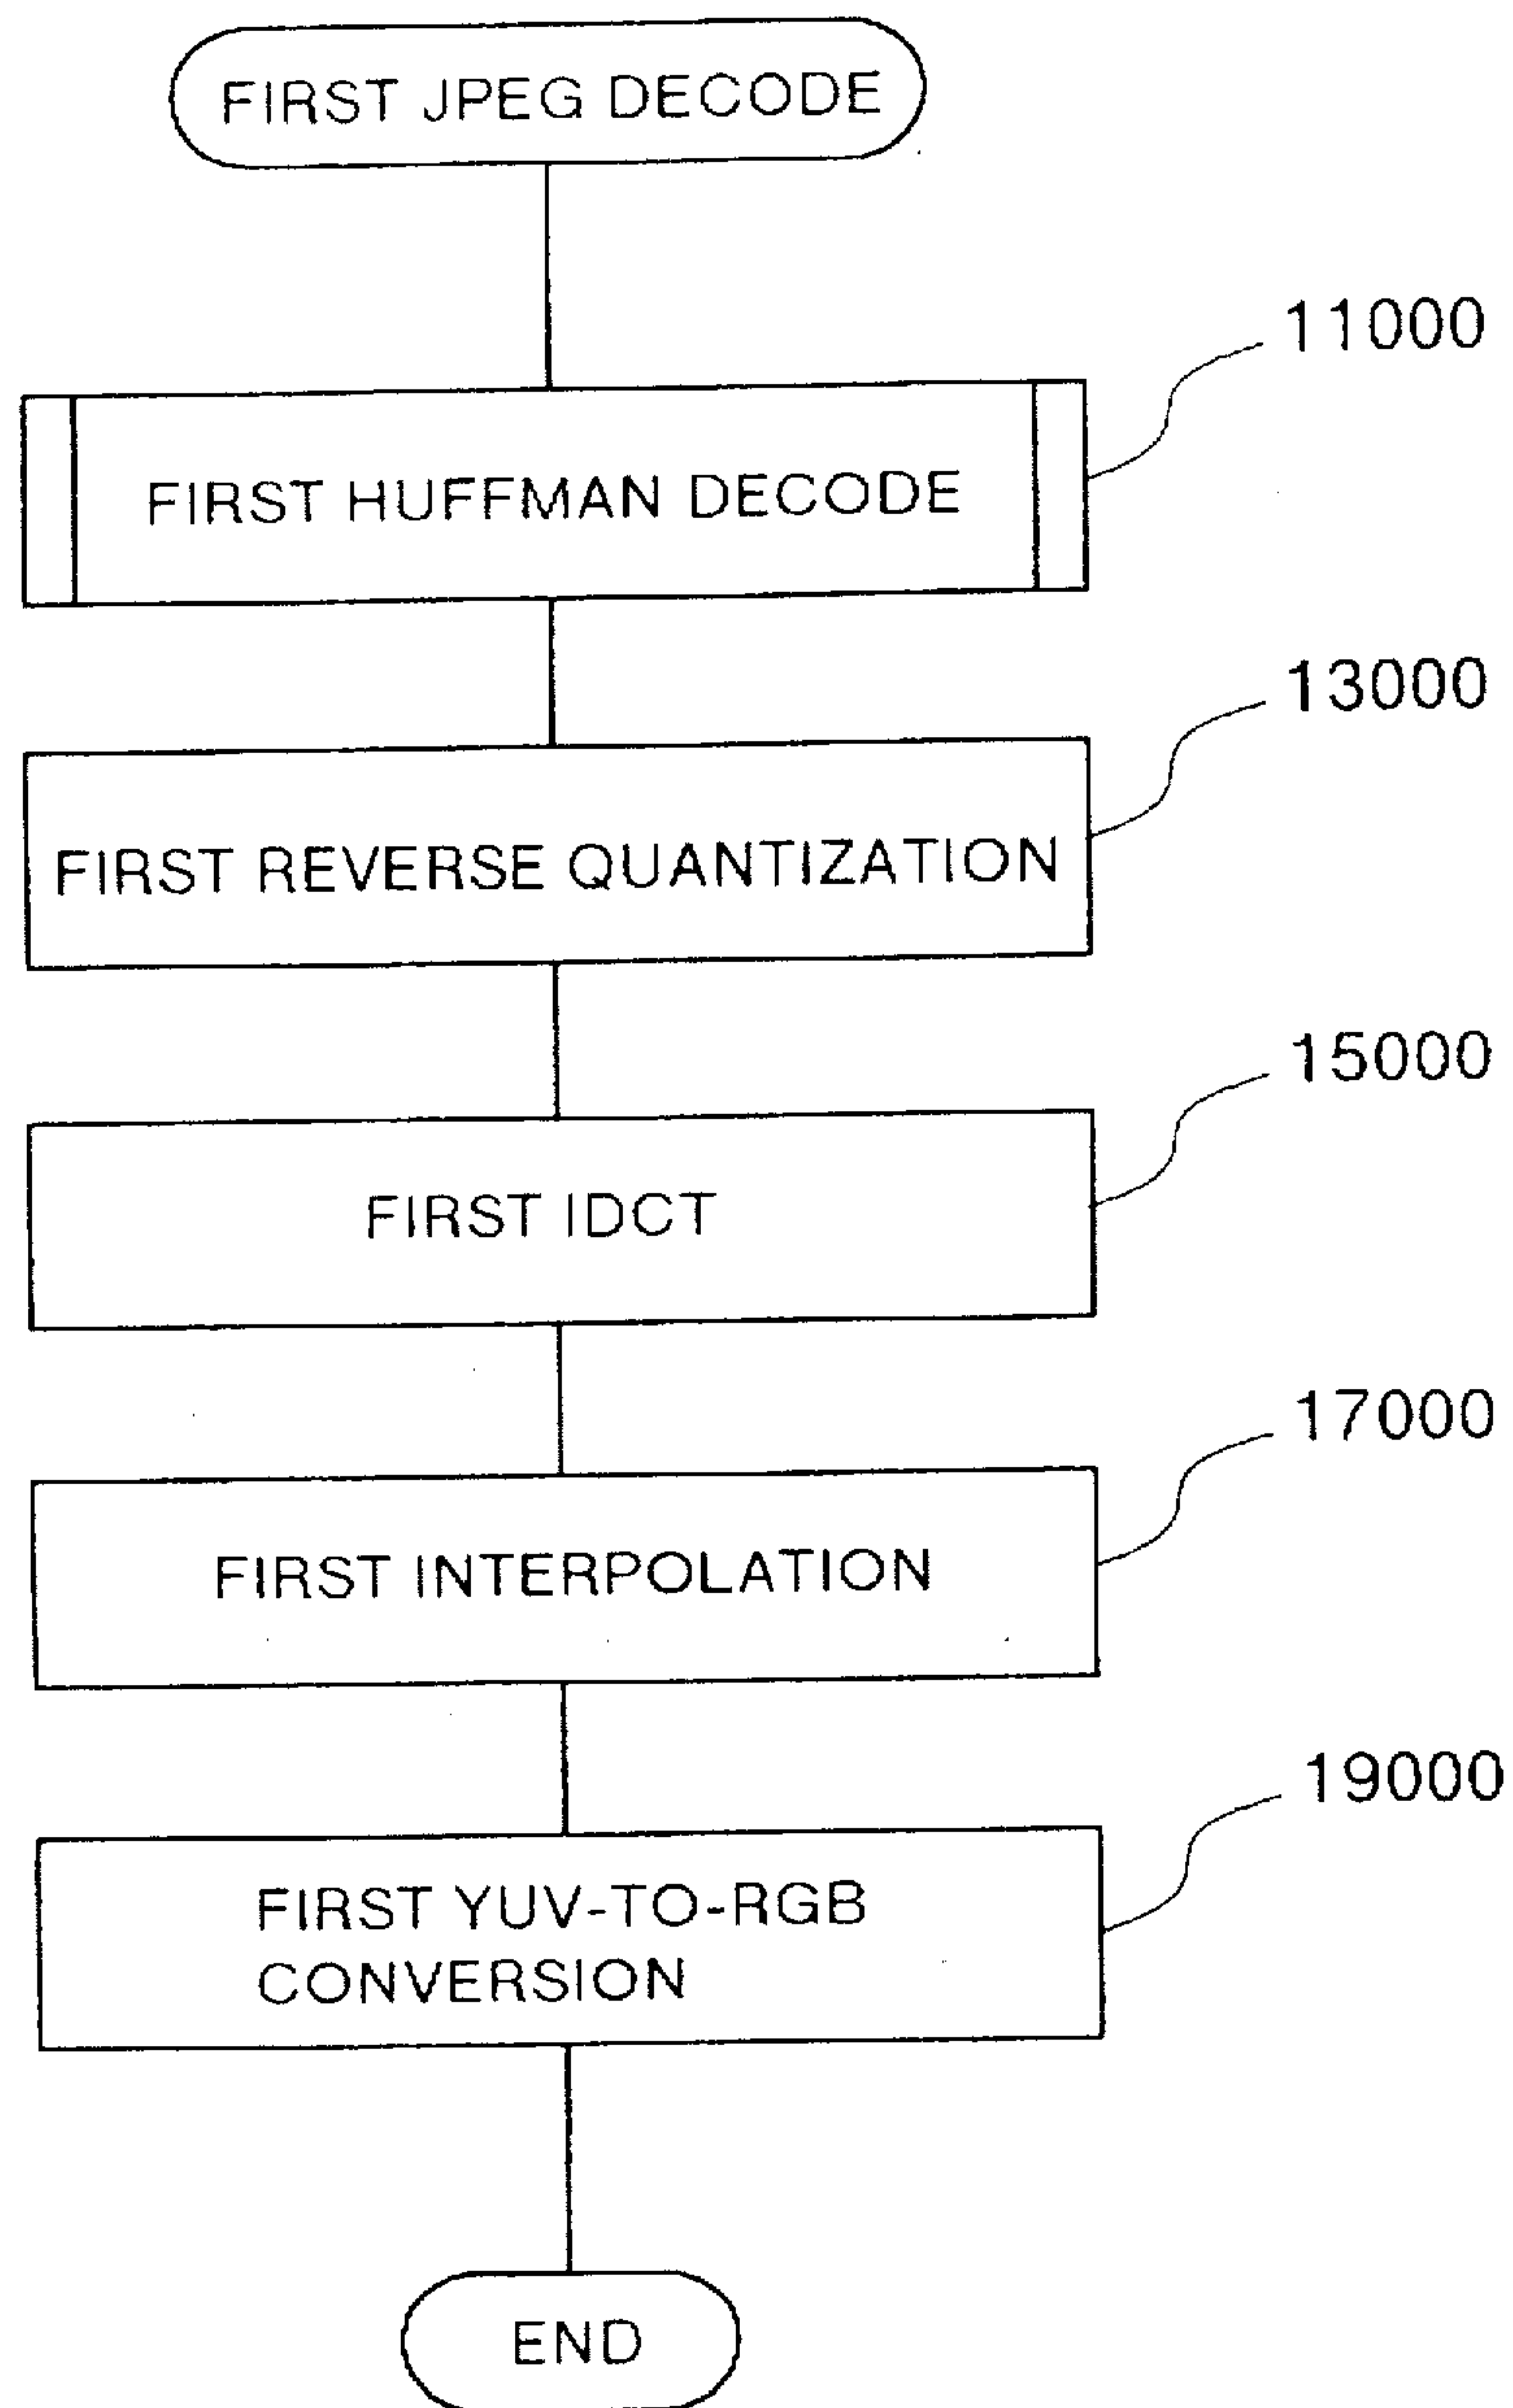 FIRST JPEG DECODE
11000
FIRST HUFFMAN DECODE
13000
FIRST REVERSE QUANTIZATION
15000
FIRST IDCT
17000
FIRST INTERPOLATION
19000
FIRST YUV-TO-RGB
CONVERSION
END